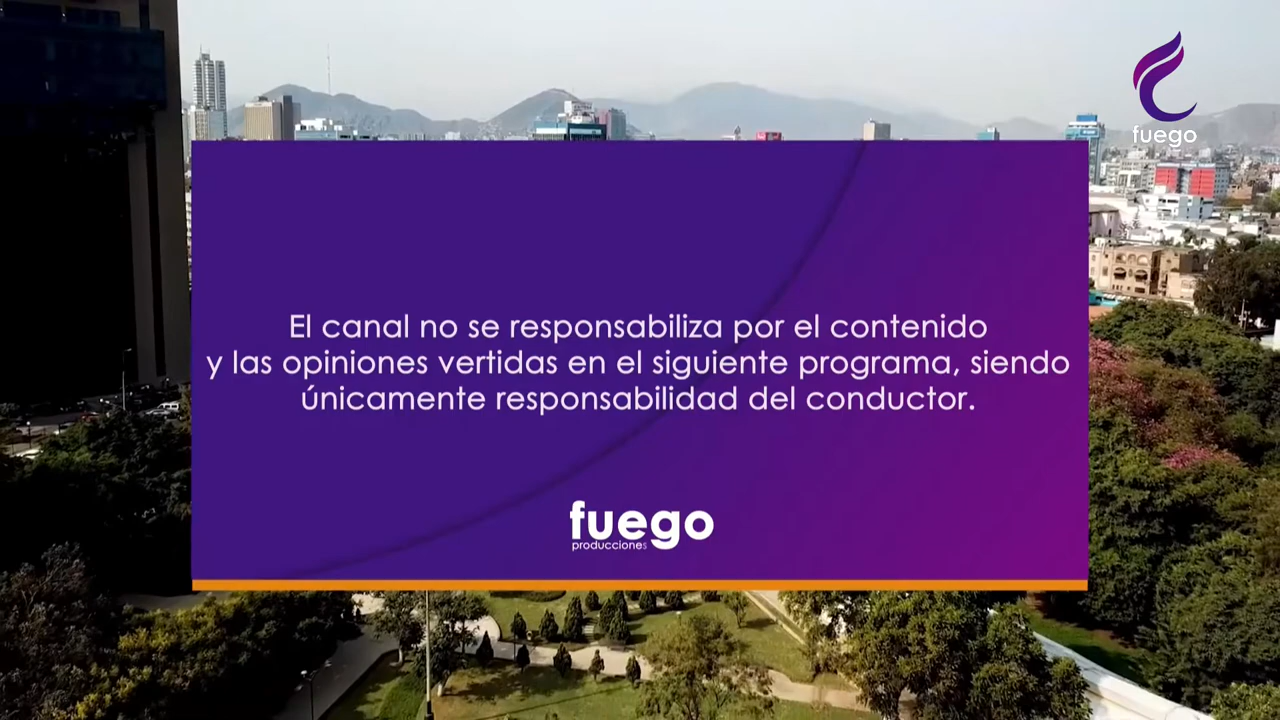 fuego
El canal no se responsabiliza por el contenido
y las opiniones vertidas en el siguiente programa, siendo
únicamente responsabilidad del conductor.
fuego
producciones